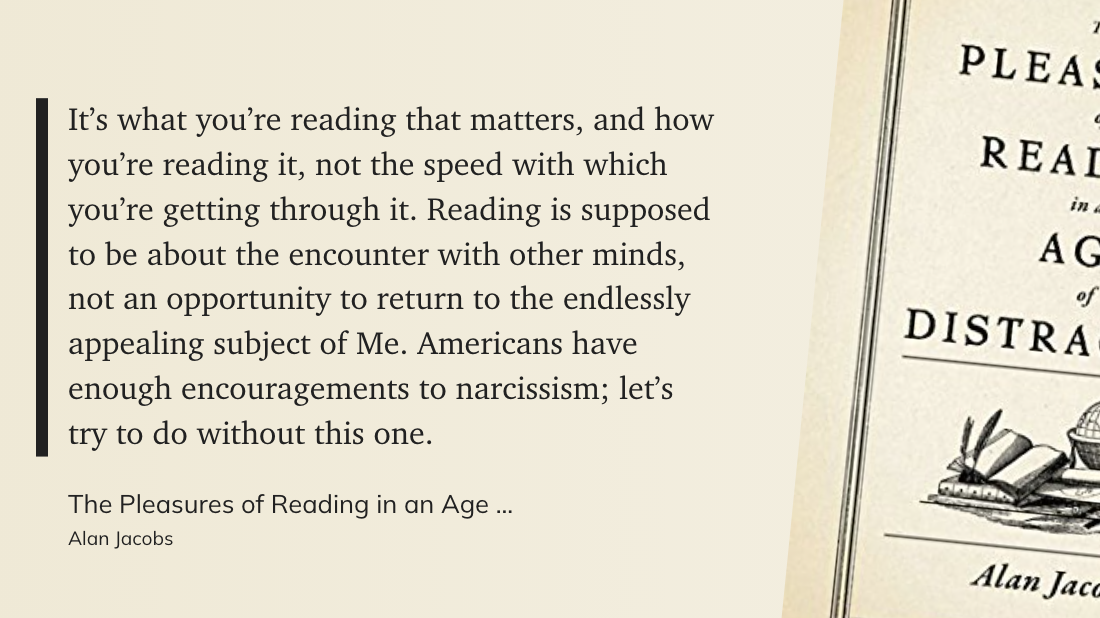 It’s what you’re reading that matters, and how
you’re reading it, not the speed with which
you’re getting through it. Reading is supposed
to be about the encounter with other minds,
not an opportunity to return to the endlessly
appealing subject of Me. Americans have
enough encouragements to narcissism; let’s
try to do without this one.
The Pleasures of Reading in an Age ...
Alan Jacobs
PLEAS
READ
in a
AG
of
DISTRAC
Alan Jaco